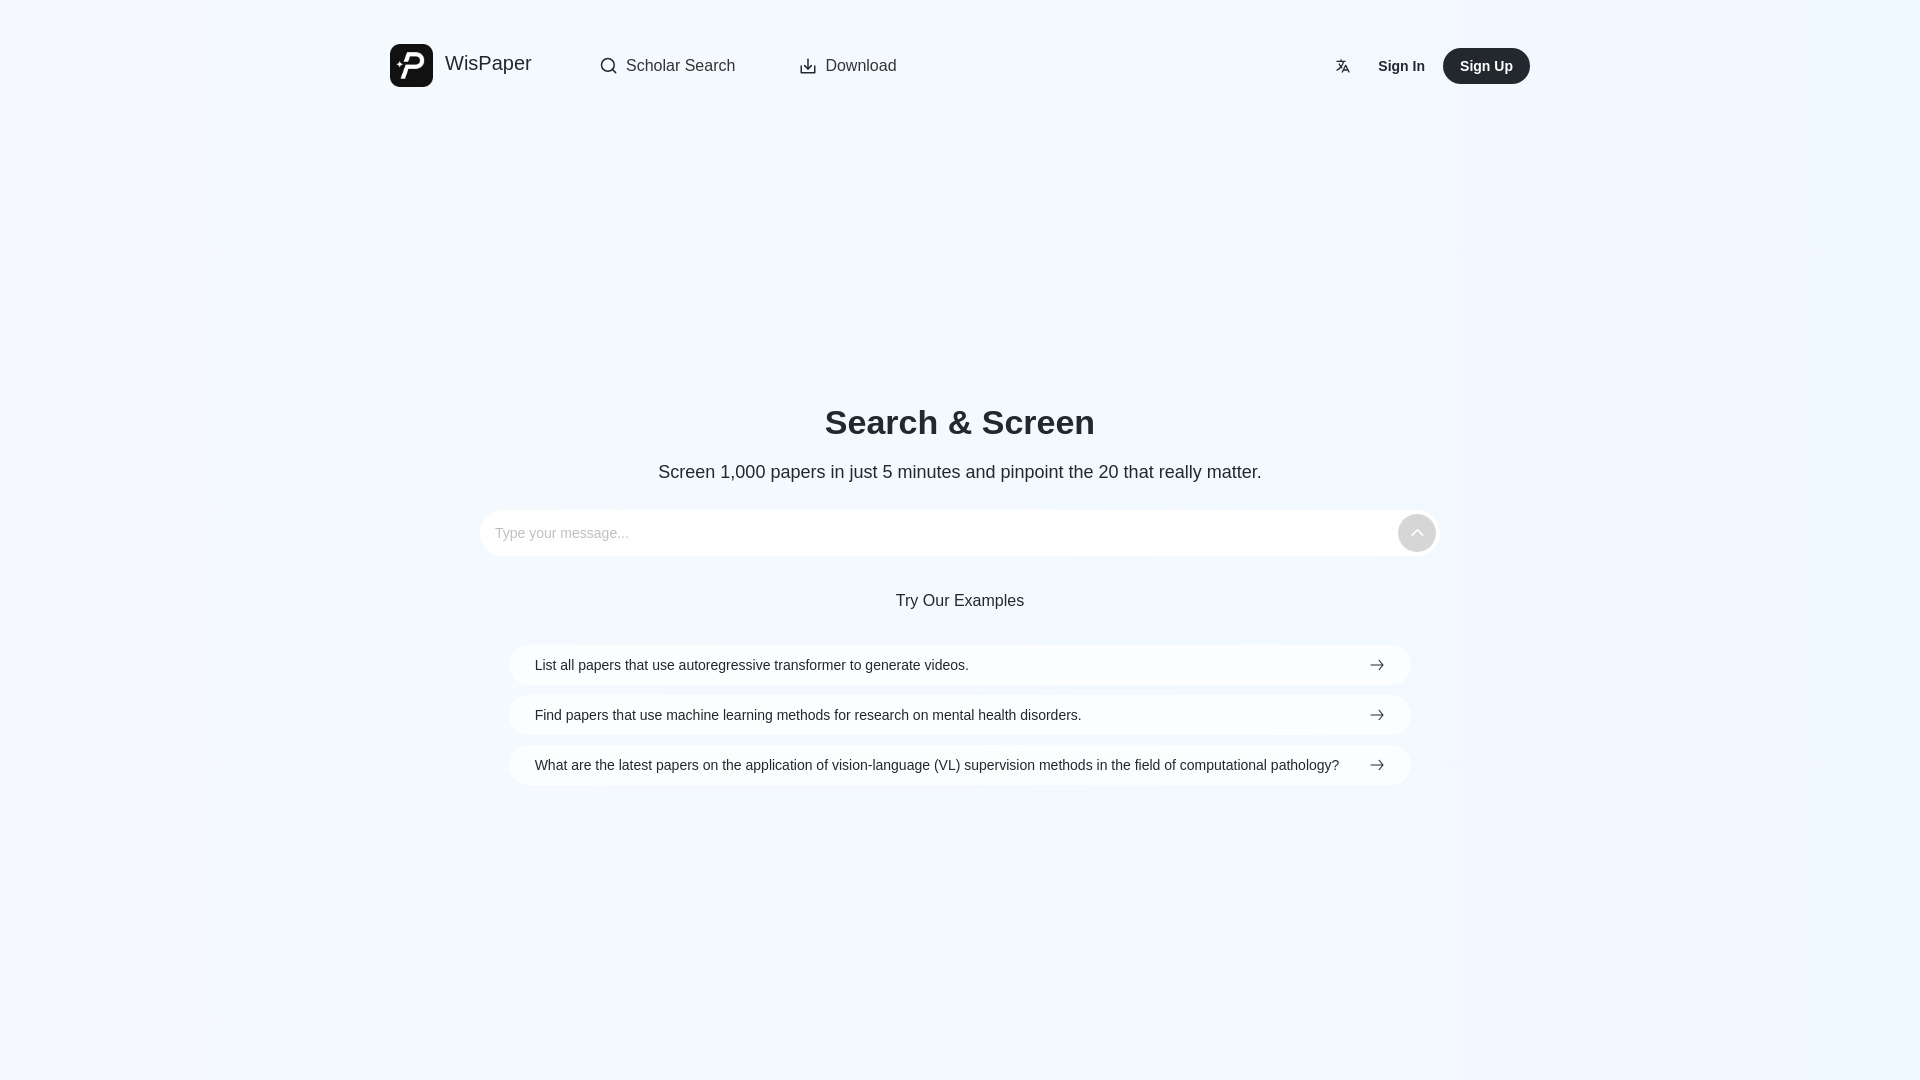 WisPaper
Scholar Search
Download
Sign In
Sign Up
Search & Screen
Screen 1,000 papers in just 5 minutes and pinpoint the 20 that really matter.
Type your message...
Try Our Examples
List all papers that use autoregressive transformer to generate videos.
Find papers that use machine learning methods for research on mental health disorders.
What are the latest papers on the application of vision-language (VL) supervision methods in the field of computational pathology?